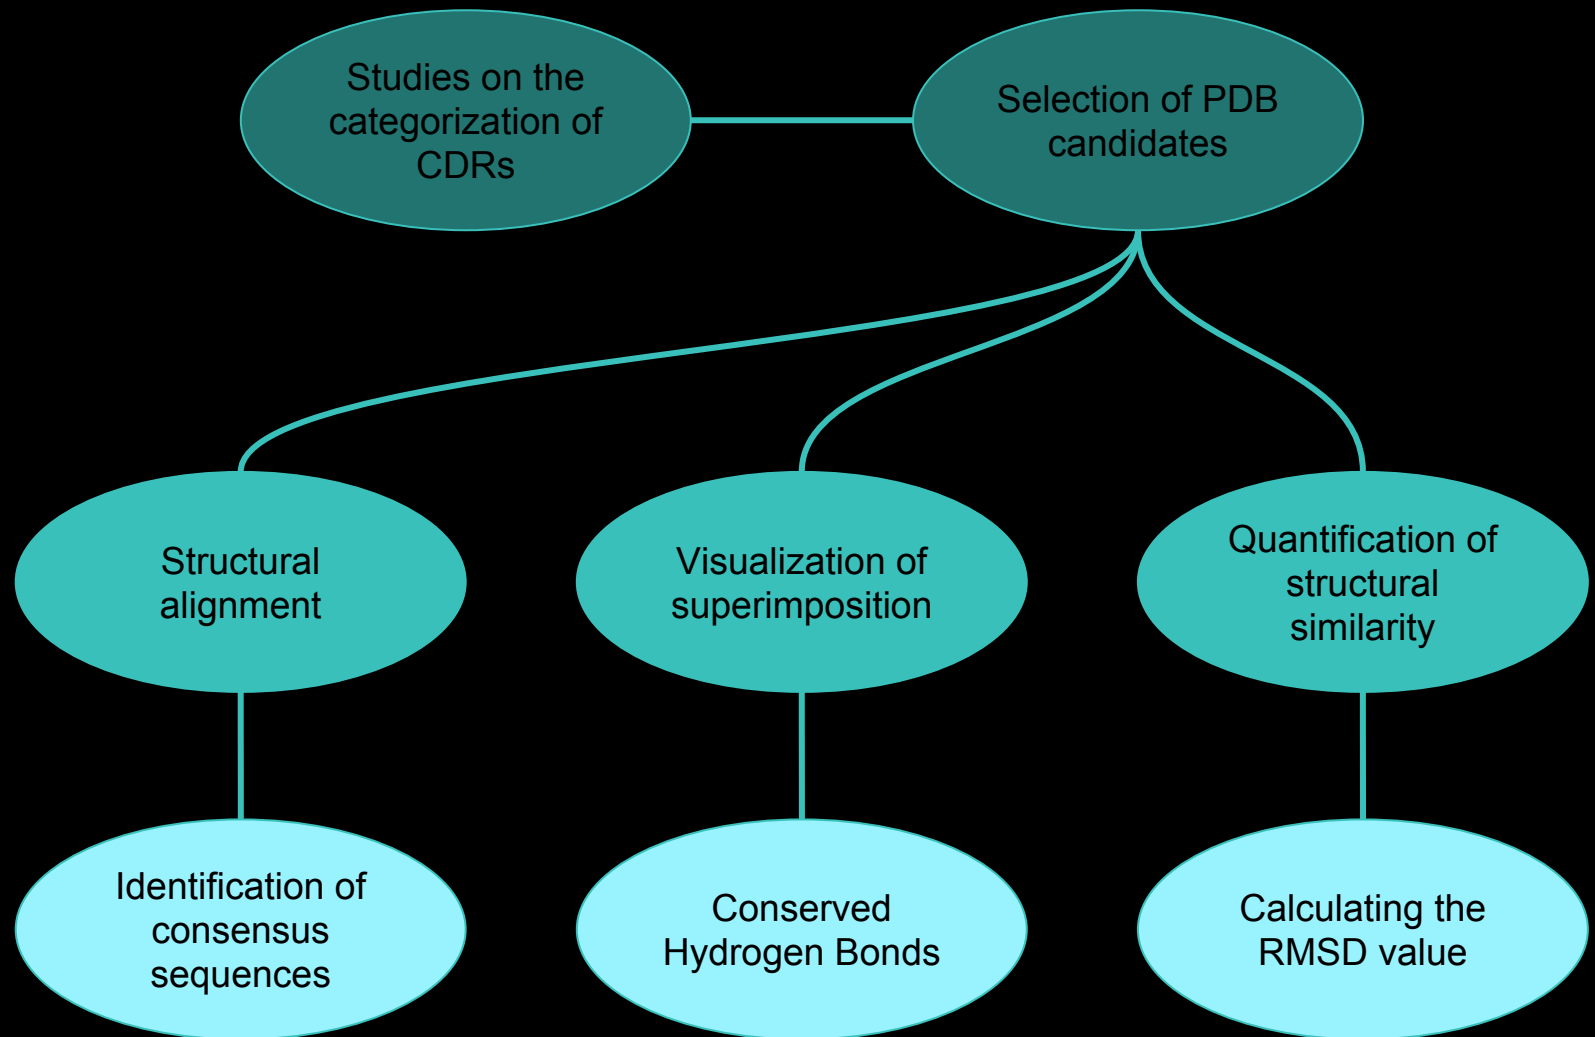 Studies on the
categorization of
CDRs
Selection of PDB
candidates
Structural
alignment
Visualization of
superimposition
Quantification of
structural
similarity
Identification of
consensus
sequences
Conserved
Hydrogen Bonds
Calculating the
RMSD value